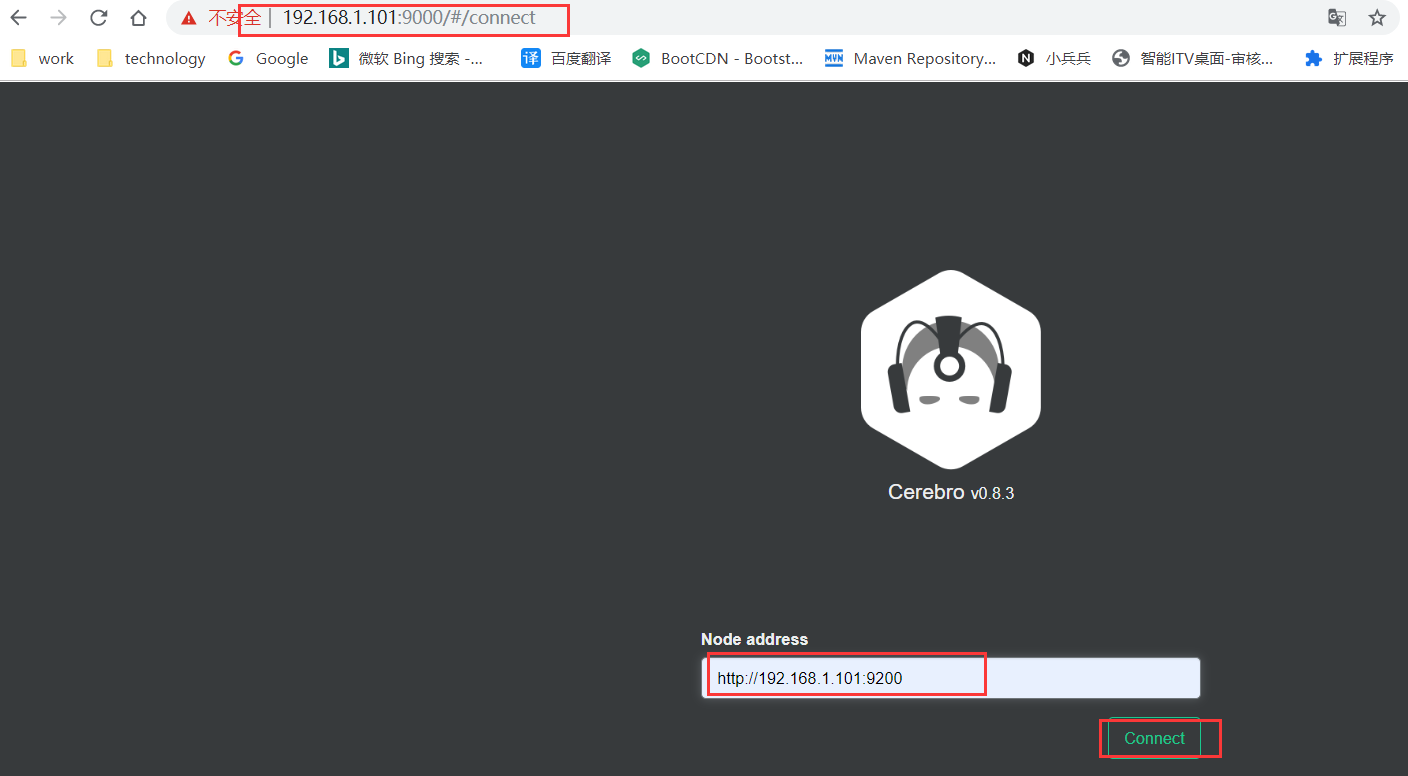 不安全 192.168.1.101:9000/#/connect
work technology Google 微软 Bing 搜索 -... 译 百度翻译 BootCDN - Bootst... MVN Maven Repository... N 小兵兵 智能ITV桌面-审核... 扩展程序
Cerebro v0.8.3
Node address
http://192.168.1.101:9200
Connect